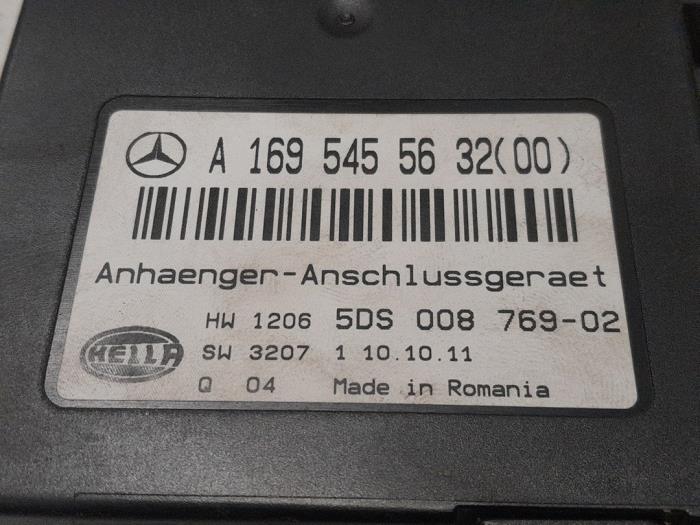 A 169 545 56 32(00)
Anhaenger-Anschlussgeraet
HW 1206 5DS 008 769-02
HELLA SW 3207 1 10.10.11
Q 04 Made in Romania